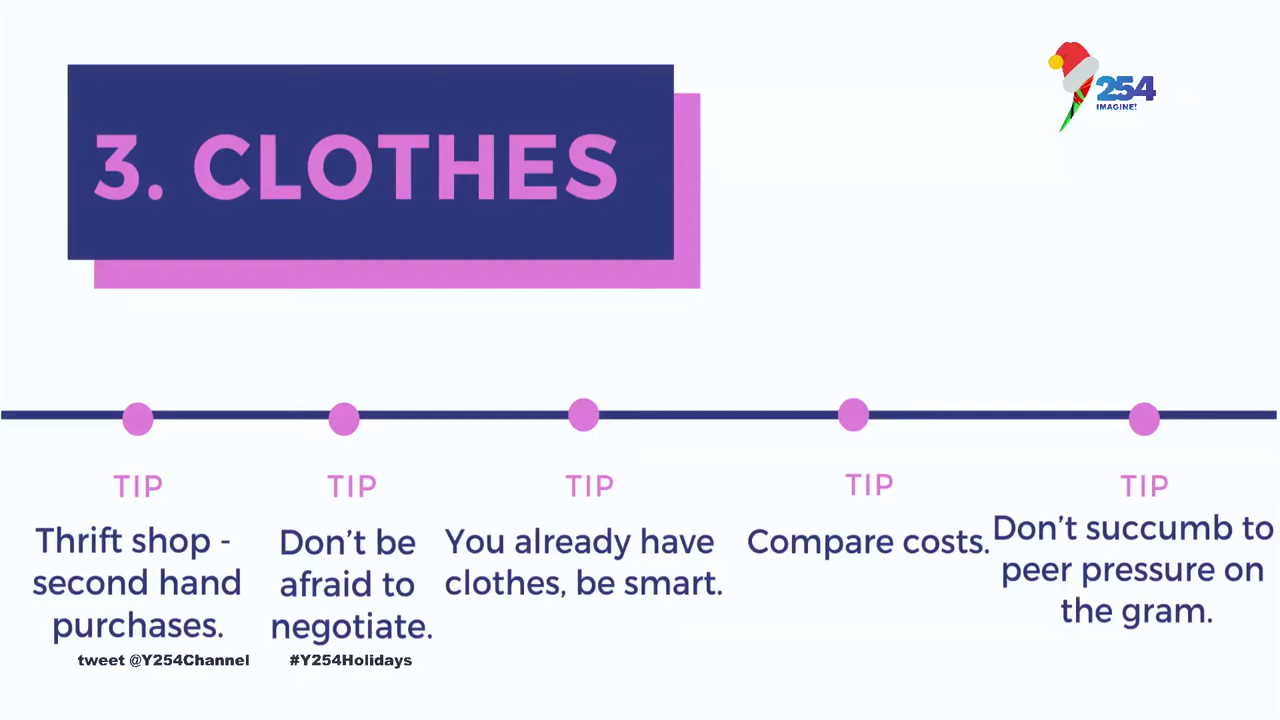 3. CLOTHES
254
IMAGINE!
TIP
Thrift shop -
second hand
purchases.
TIP
Don't be
afraid to
negotiate.
TIP
You already have
clothes, be smart.
TIP
Compare costs.
TIP
Don't succumb to
peer pressure on
the gram.
tweet @Y254Channel #Y254Holidays